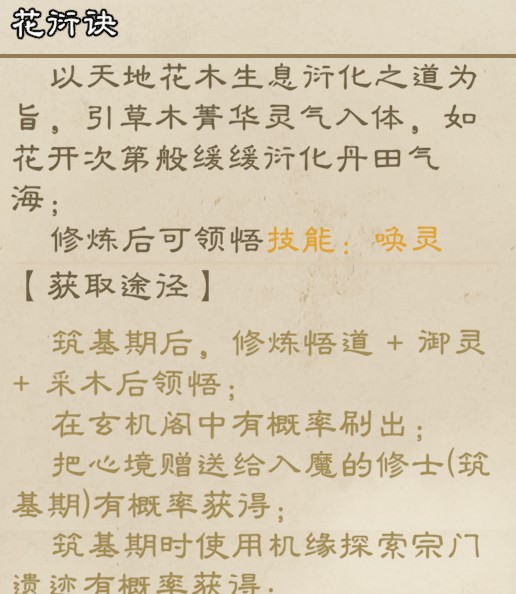 花衍诀
以天地花木生息衍化之道为
旨，引草木菁华灵气入体，如
花开次第般缓缓衍化丹田气
海；
修炼后可领悟技能：唤灵
【获取途径】
筑基期后，修炼悟道 + 御灵
+ 采木后领悟；
在玄机阁中有概率刷出；
把心境赠送给入魔的修士(筑
基期)有概率获得；
筑基期时使用机缘探索宗门
遗迹有概率获得；